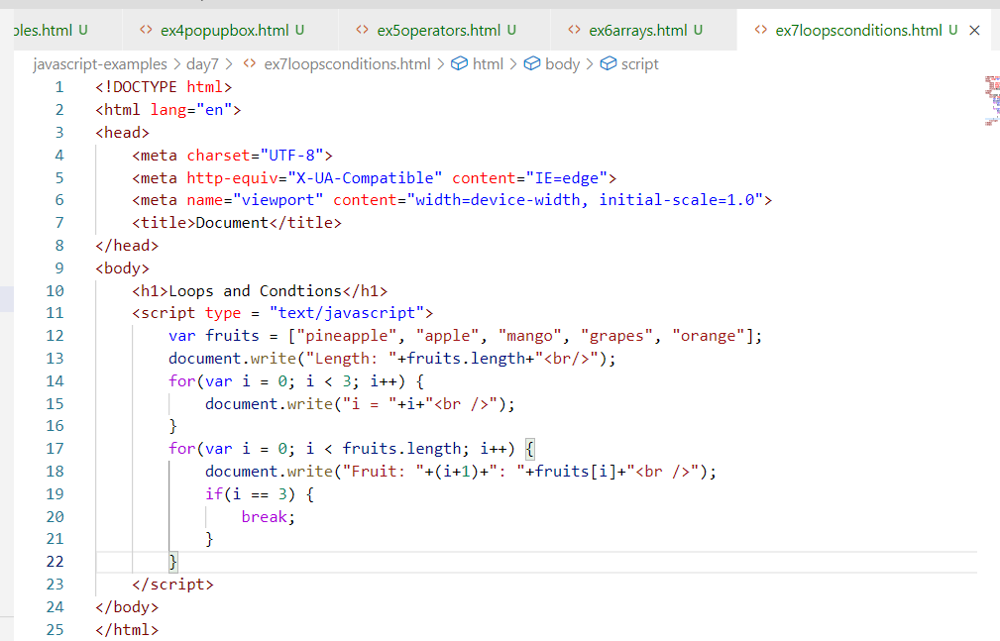 ples.html U <> ex4popupbox.html U <> ex5operators.html U <> ex6arrays.html U <> ex7loopsconditions.html U ×
javascript-examples > day7 > <> ex7loopsconditions.html > html > body > script
1 <!DOCTYPE html>
2 <html lang="en">
3 <head>
4 <meta charset="UTF-8">
5 <meta http-equiv="X-UA-Compatible" content="IE=edge">
6 <meta name="viewport" content="width=device-width, initial-scale=1.0">
7 <title>Document</title>
8 </head>
9 <body>
10 <h1>Loops and Condtions</h1>
11 <script type = "text/javascript">
12 var fruits = ["pineapple", "apple", "mango", "grapes", "orange"];
13 document.write("Length: "+fruits.length+"<br/>");
14 for(var i = 0; i < 3; i++) {
15 document.write("i = "+i+"<br />");
16 }
17 for(var i = 0; i < fruits.length; i++) {
18 document.write("Fruit: "+(i+1)+": "+fruits[i]+"<br />");
19 if(i == 3) {
20 break;
21 }
22 }
23 </script>
24 </body>
25 </html>